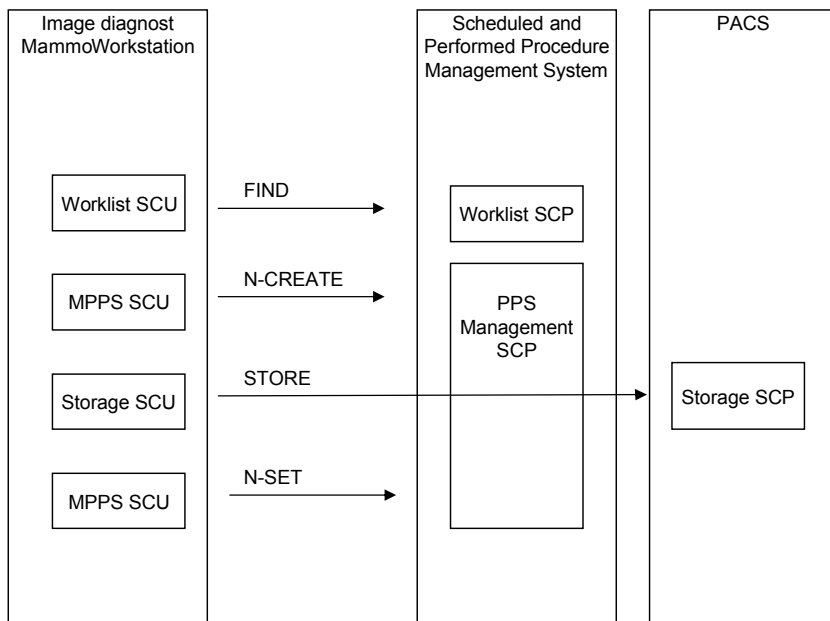 Image diagnost
MammoWorkstation
Scheduled and
Performed Procedure
Management System
PACS
Worklist SCU
FIND
Worklist SCP
MPPS SCU
N-CREATE
PPS
Management
SCP
Storage SCU
STORE
Storage SCP
MPPS SCU
N-SET